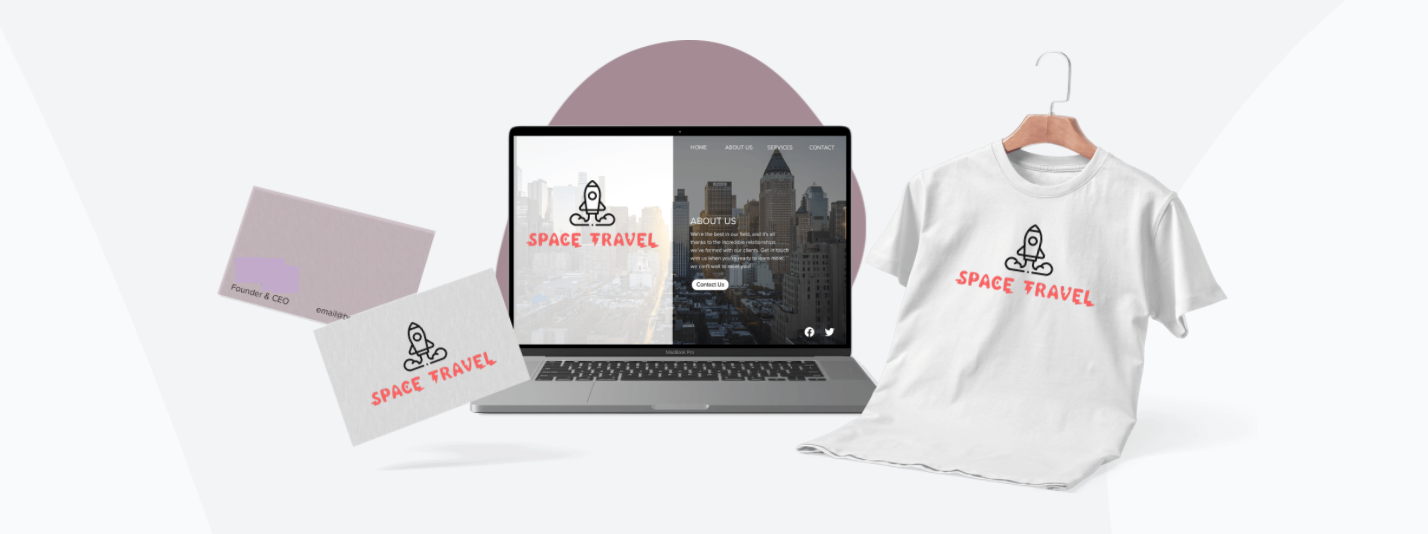 Founder & CEO
SPACE TRAVEL
HOME ABOUT US SERVICES CONTACT
SPACE TRAVEL
ABOUT US
We're the best in our field, and it's all
thanks to the incredible relationships
we've formed with our clients. Get in touch
with us when you're ready to learn more;
we can't wait to meet you!
Contact Us
MacBook Pro
SPACE TRAVEL